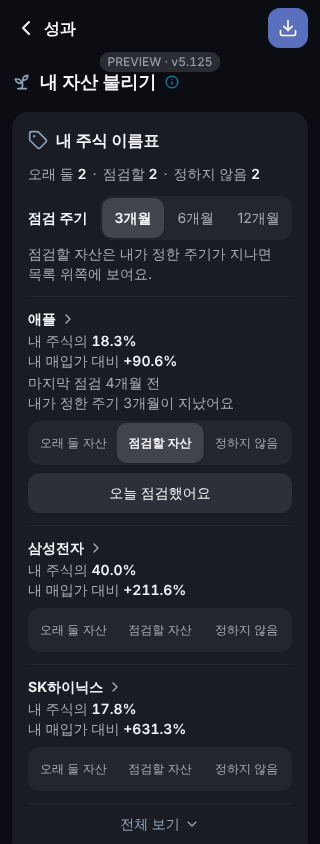 성과
PREVIEW · v5.125
내 자산 불리기
내 주식 이름표
오래 둘 2 · 점검할 2 · 정하지 않음 2
점검 주기 3개월 6개월 12개월
점검할 자산은 내가 정한 주기가 지나면
목록 위쪽에 보여요.
애플
내 주식의 18.3%
내 매입가 대비 +90.6%
마지막 점검 4개월 전
내가 정한 주기 3개월이 지났어요
오래 둘 자산 점검할 자산 정하지 않음
오늘 점검했어요
삼성전자
내 주식의 40.0%
내 매입가 대비 +211.6%
오래 둘 자산 점검할 자산 정하지 않음
SK하이닉스
내 주식의 17.8%
내 매입가 대비 +631.3%
오래 둘 자산 점검할 자산 정하지 않음
전체 보기